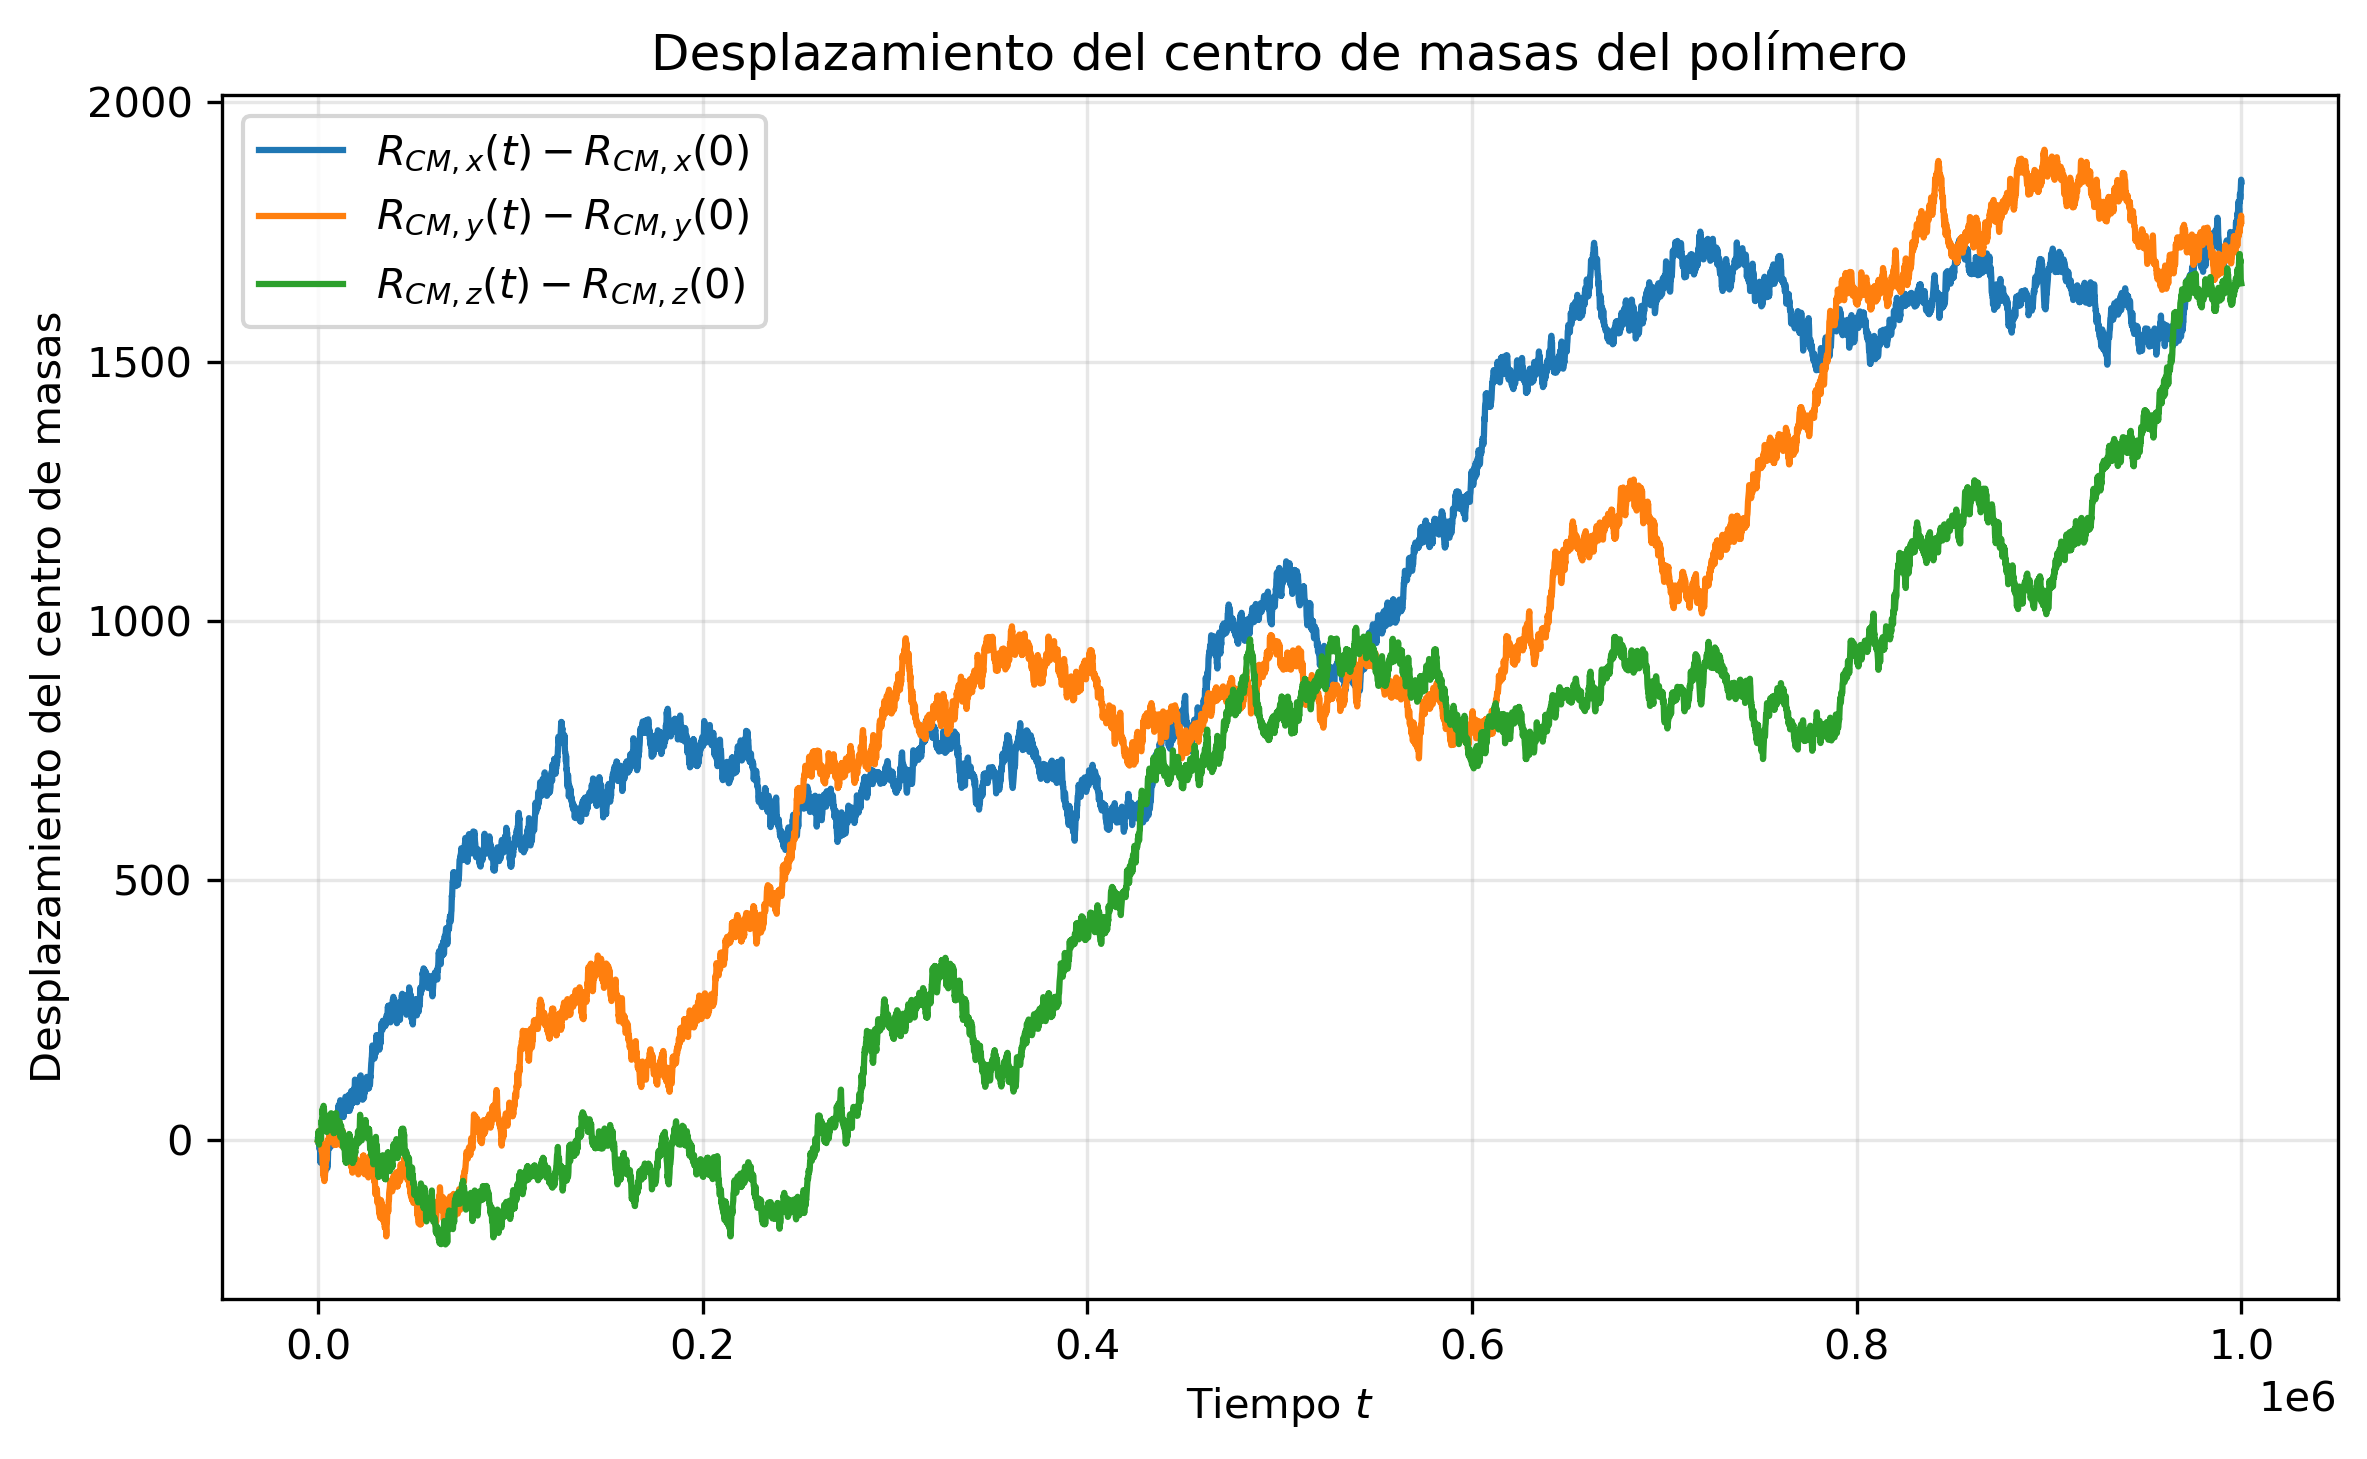 Desplazamiento del centro de masas del polímero
2000
1500
1000
500
0
Desplazamiento del centro de masas
R_{CM,x}(t) − R_{CM,x}(0)
R_{CM,y}(t) − R_{CM,y}(0)
R_{CM,z}(t) − R_{CM,z}(0)
0.0 0.2 0.4 0.6 0.8 1.0
1e6
Tiempo t